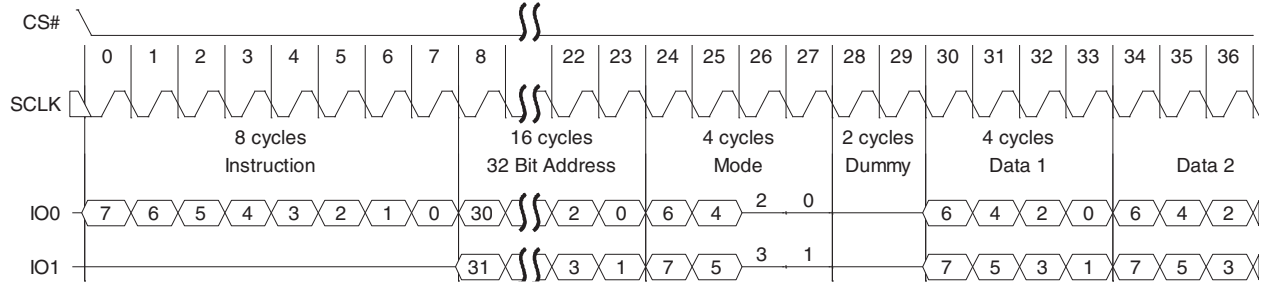 CS#
0 1 2 3 4 5 6 7 8 22 23 24 25 26 27 28 29 30 31 32 33 34 35 36
SCLK
8 cycles 16 cycles 4 cycles 2 cycles 4 cycles
Instruction 32 Bit Address Mode Dummy Data 1 Data 2
IO0 7 6 5 4 3 2 1 0 30 2 0 6 4 2 0 6 4 2 0 6 4 2
IO1 31 3 1 7 5 3 1 7 5 3 1 7 5 3